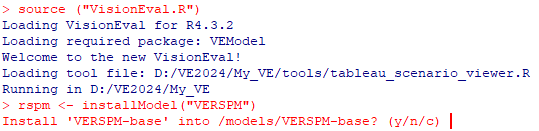 > source ("VisionEval.R")
Loading VisionEval for R4.3.2
Loading required package: VEModel
Welcome to the new VisionEval!
Loading tool file: D:/VE2024/My_VE/tools/tableau_scenario_viewer.R
Running in D:/VE2024/My_VE
> rspm <- installModel("VERSPM")
Install 'VERSPM-base' into /models/VERSPM-base? (y/n/c)